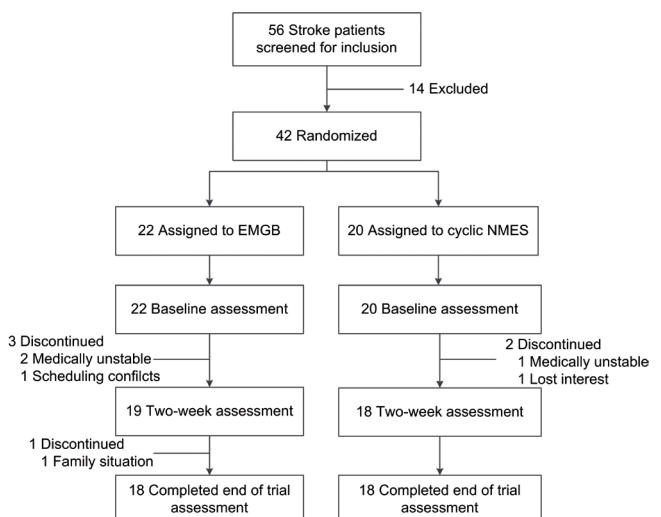 56 Stroke patients
screened for inclusion
14 Excluded
42 Randomized
22 Assigned to EMGB
20 Assigned to cyclic NMES
22 Baseline assessment
20 Baseline assessment
3 Discontinued
2 Medically unstable
1 Scheduling confilcts
2 Discontinued
1 Medically unstable
1 Lost interest
19 Two-week assessment
18 Two-week assessment
1 Discontinued
1 Family situation
18 Completed end of trial
assessment
18 Completed end of trial
assessment